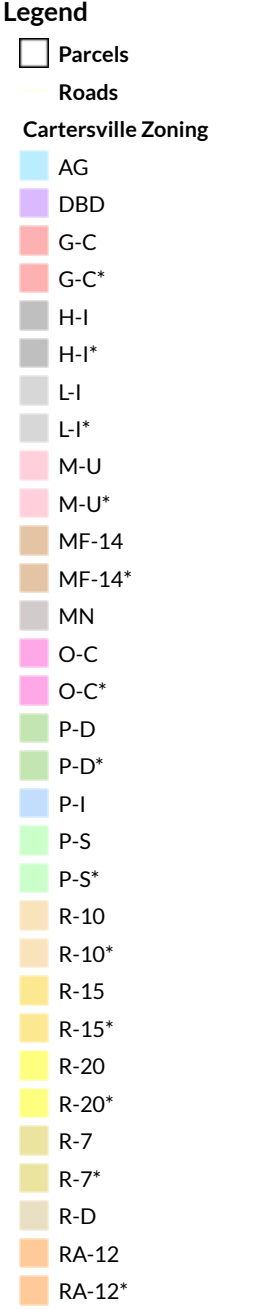 Legend
Parcels
Roads
Cartersville Zoning
AG
DBD
G-C
G-C*
H-I
H-I*
L-I
L-I*
M-U
M-U*
MF-14
MF-14*
MN
O-C
O-C*
P-D
P-D*
P-I
P-S
P-S*
R-10
R-10*
R-15
R-15*
R-20
R-20*
R-7
R-7*
R-D
RA-12
RA-12*